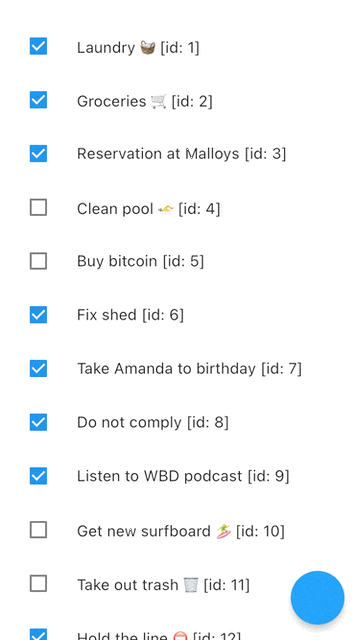 Laundry 🧺 [id: 1]
Groceries 🛒 [id: 2]
Reservation at Malloys [id: 3]
Clean pool 🤽 [id: 4]
Buy bitcoin [id: 5]
Fix shed [id: 6]
Take Amanda to birthday [id: 7]
Do not comply [id: 8]
Listen to WBD podcast [id: 9]
Get new surfboard 🏄 [id: 10]
Take out trash 🗑️ [id: 11]
Hold the line [id: 12]